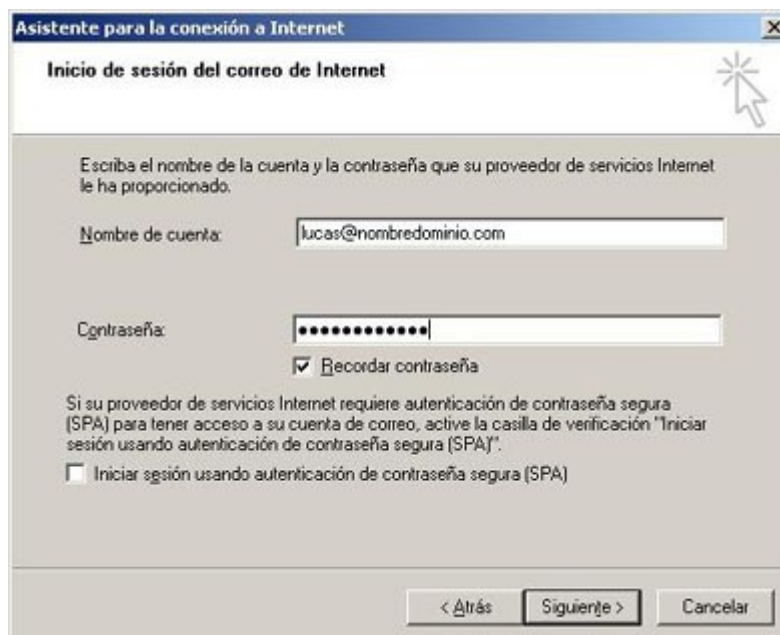 Asistente para la conexión a Internet
Inicio de sesión del correo de Internet
Escriba el nombre de la cuenta y la contraseña que su proveedor de servicios Internet
le ha proporcionado.
Nombre de cuenta: lucas@nombredominio.com
Contraseña: ●●●●●●●●●●●●
Recordar contraseña
Si su proveedor de servicios Internet requiere autenticación de contraseña segura
(SPA) para tener acceso a su cuenta de correo, active la casilla de verificación "Iniciar
sesión usando autenticación de contraseña segura (SPA)".
Iniciar sesión usando autenticación de contraseña segura (SPA)
< Atrás Siguiente > Cancelar